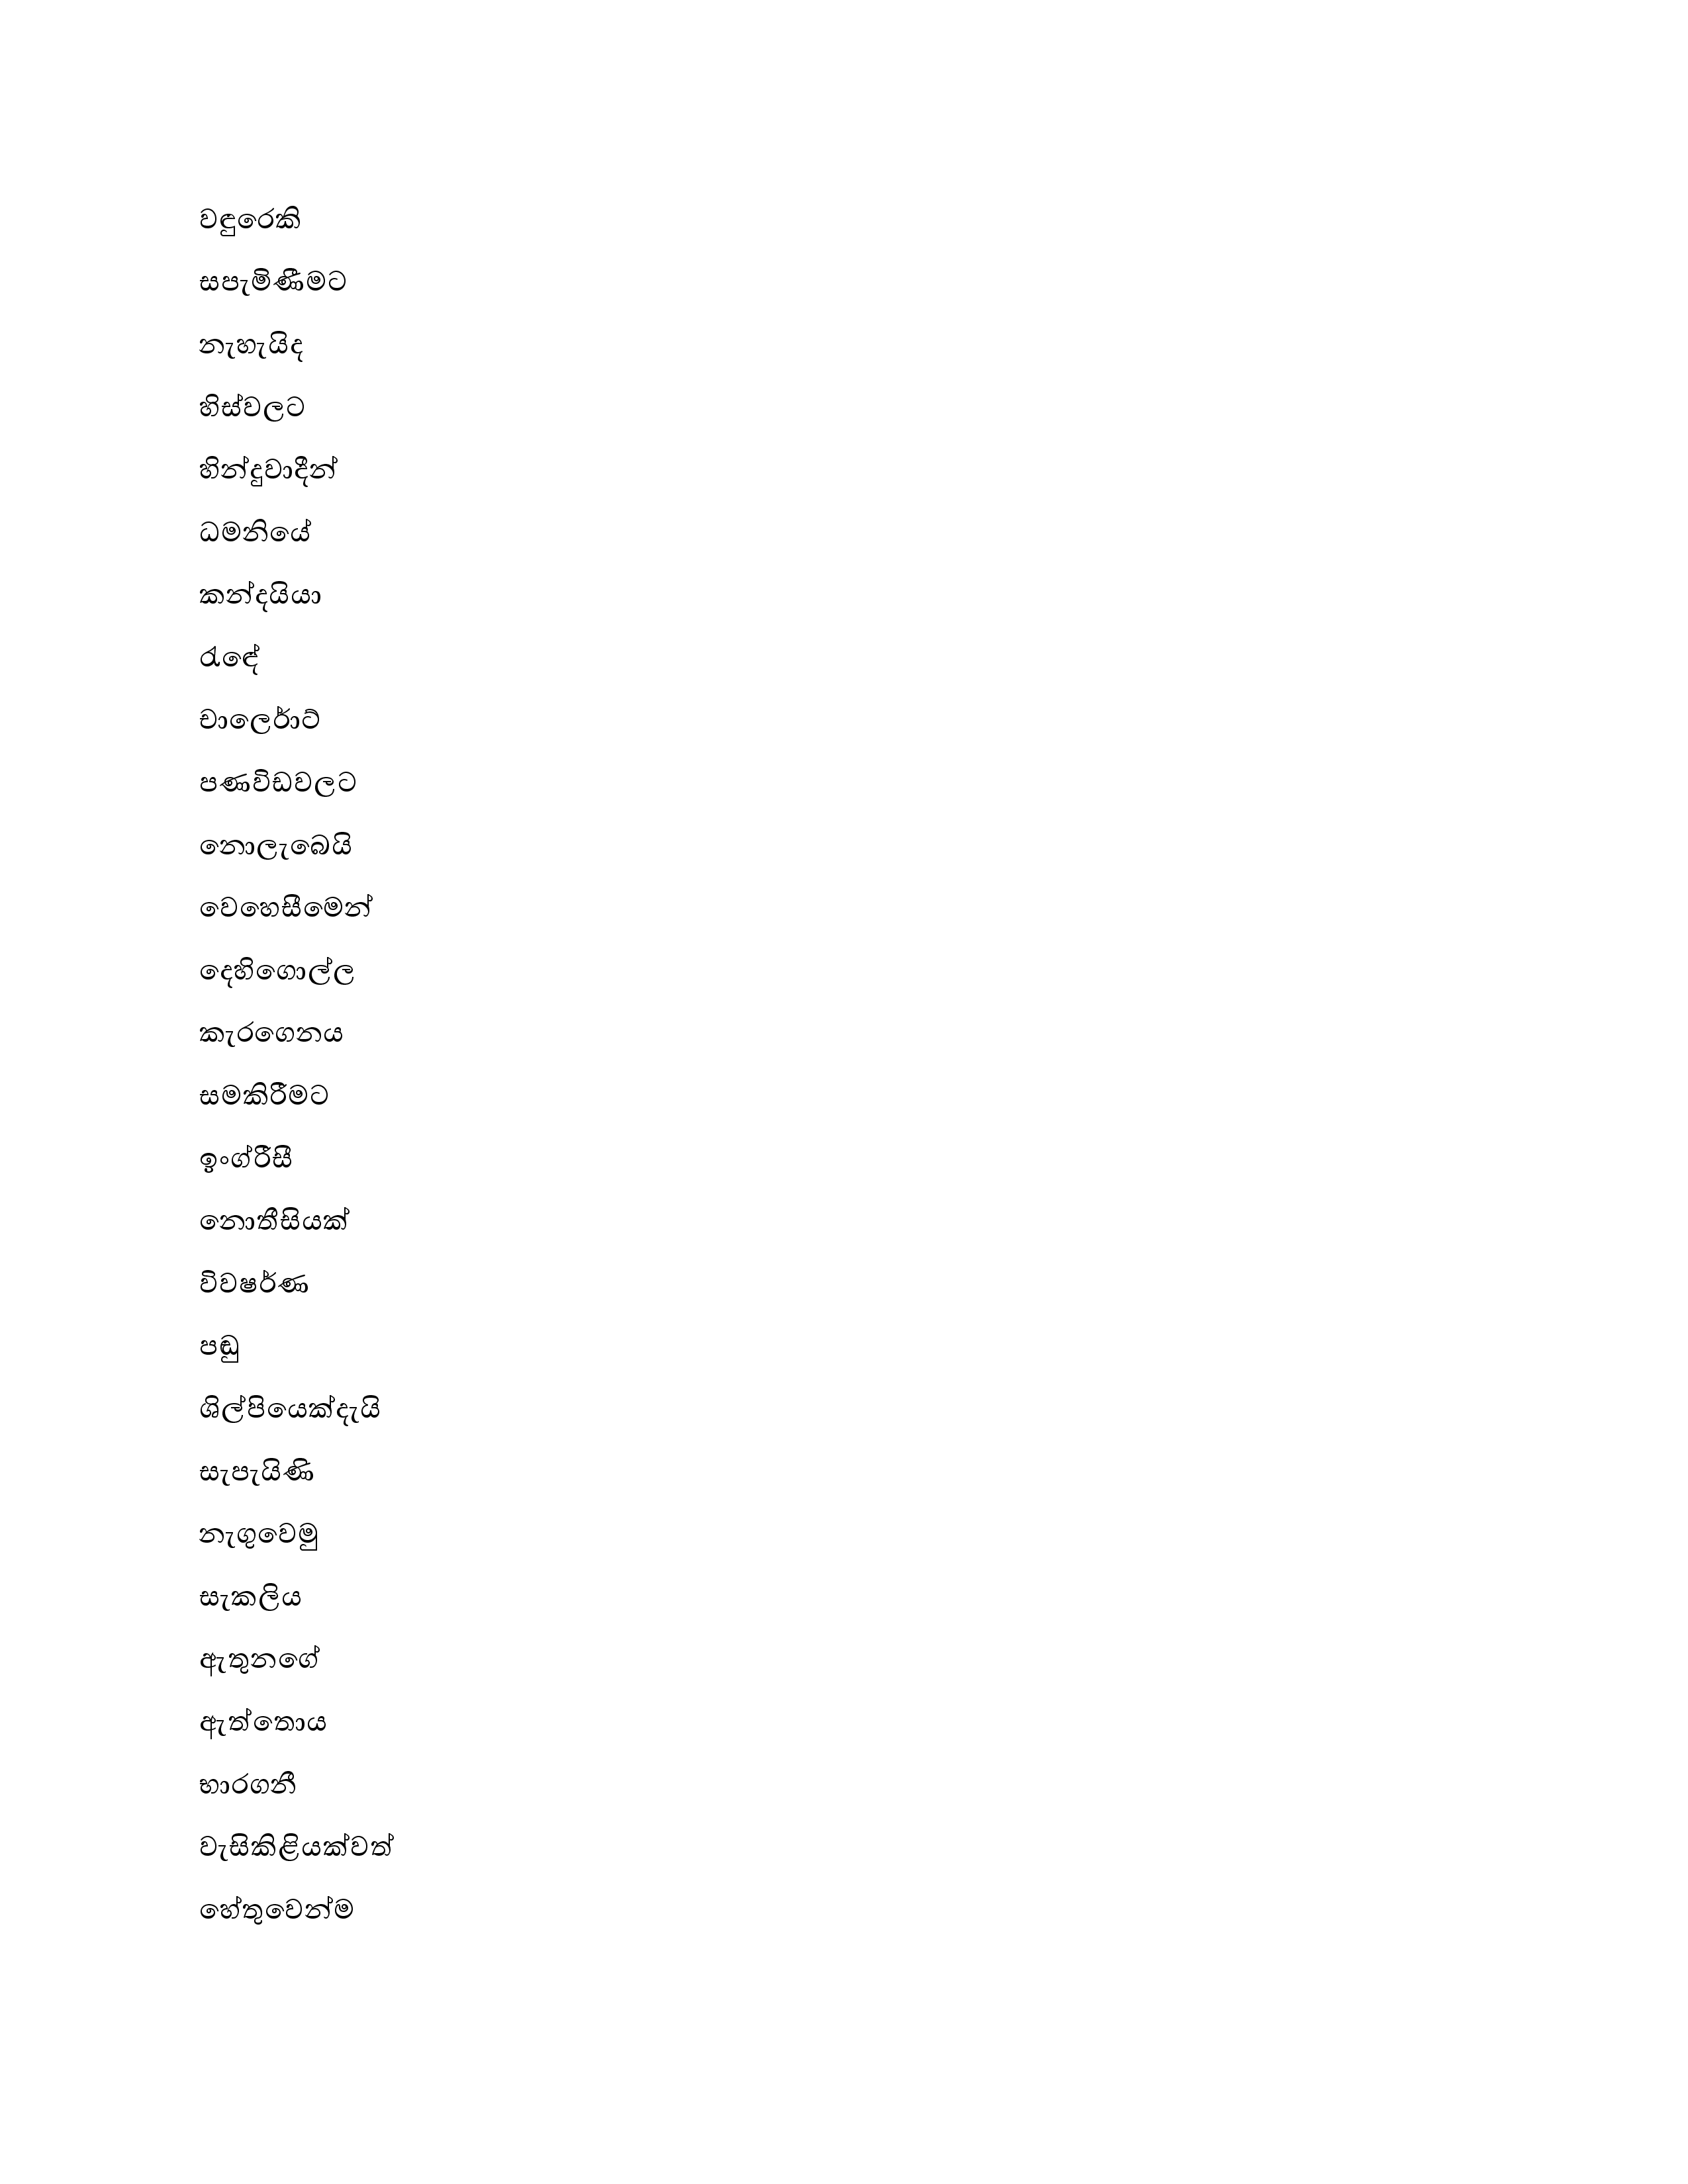 වඳුරෙකි
සපැමිණීමට
නැහැයිද
හිස්වලට
හින්දුවාදීන්
ධමනියේ
කන්දයියා
රැඳේ
චාලෙර්ාට්
පණවිඩවලට
නොලැබෙයි
වෙහෙසීමෙන්
දෙහිගොල්ල
කැරගෙනය
සමකිරීමට
ඉංග්රීසී
නොතීසියක්
විවෂර්ණ
පඬු
ශිල්පියෙක්දැයි
සැපැයිණි
නැගුවෙමු
සැකලිය
ඇතුනගේ
ඇත්තොය
භාරගනී
වැසිකිළියක්වත්
හේතුවෙන්ම